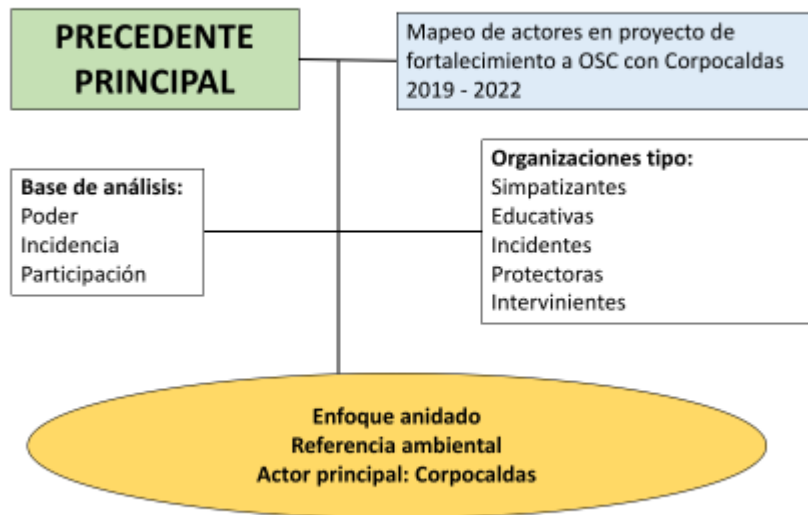 PRECEDENTE
PRINCIPAL
Mapeo de actores en proyecto de
fortalecimiento a OSC con Corpocaldas
2019 - 2022
Base de análisis:
Poder
Incidencia
Participación
Organizaciones tipo:
Simpatizantes
Educativas
Incidentes
Protectoras
Intervinientes
Enfoque anidado
Referencia ambiental
Actor principal: Corpocaldas